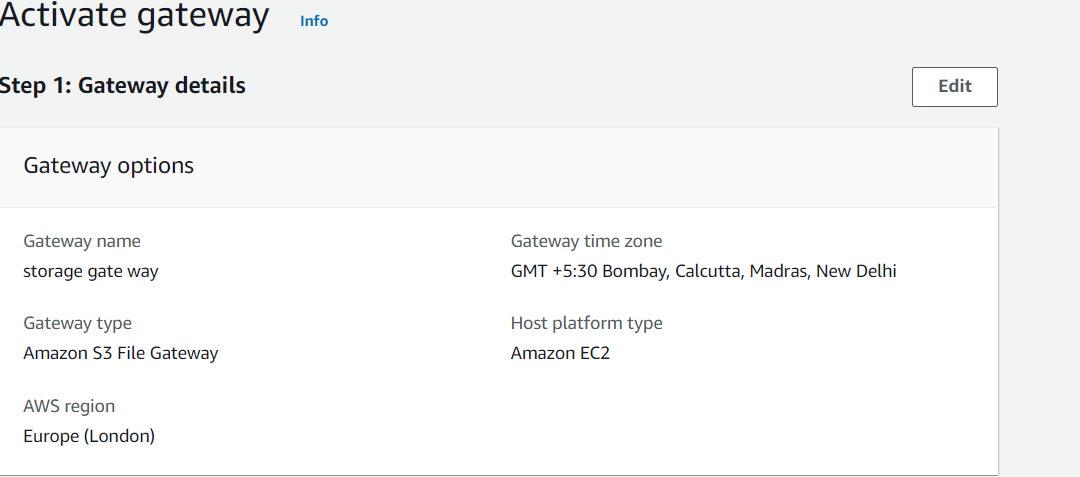 Activate gateway Info
Step 1: Gateway details
Edit
Gateway options
Gateway name
storage gate way
Gateway time zone
GMT +5:30 Bombay, Calcutta, Madras, New Delhi
Gateway type
Amazon S3 File Gateway
Host platform type
Amazon EC2
AWS region
Europe (London)